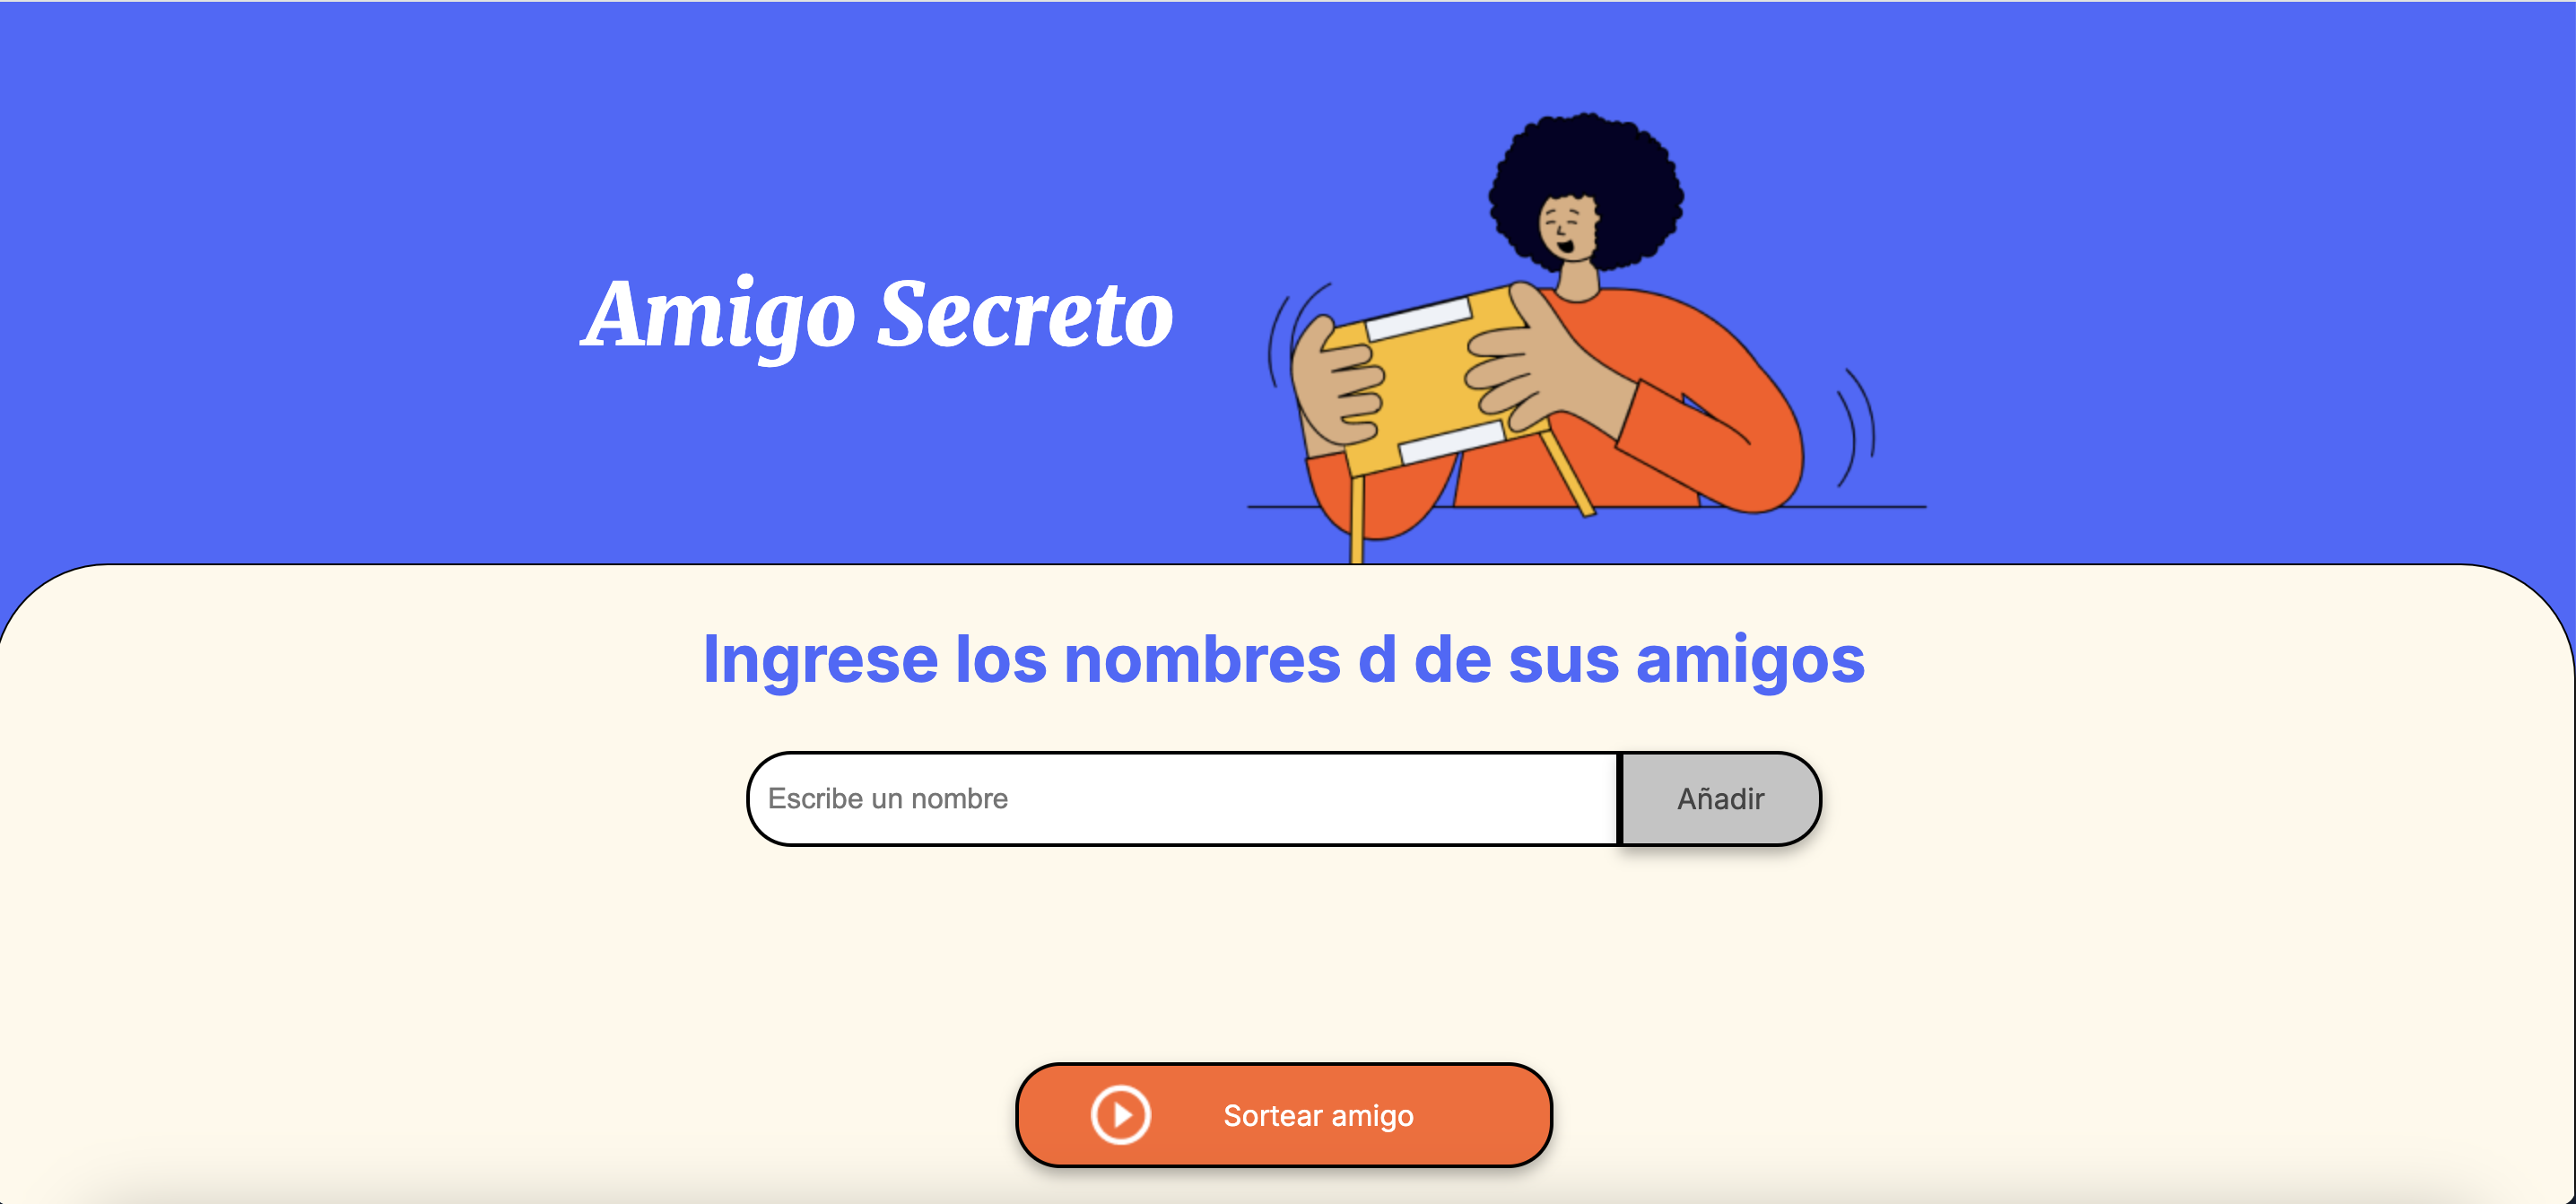 Amigo Secreto
Ingrese los nombres d de sus amigos
Escribe un nombre
Añadir
Sortear amigo